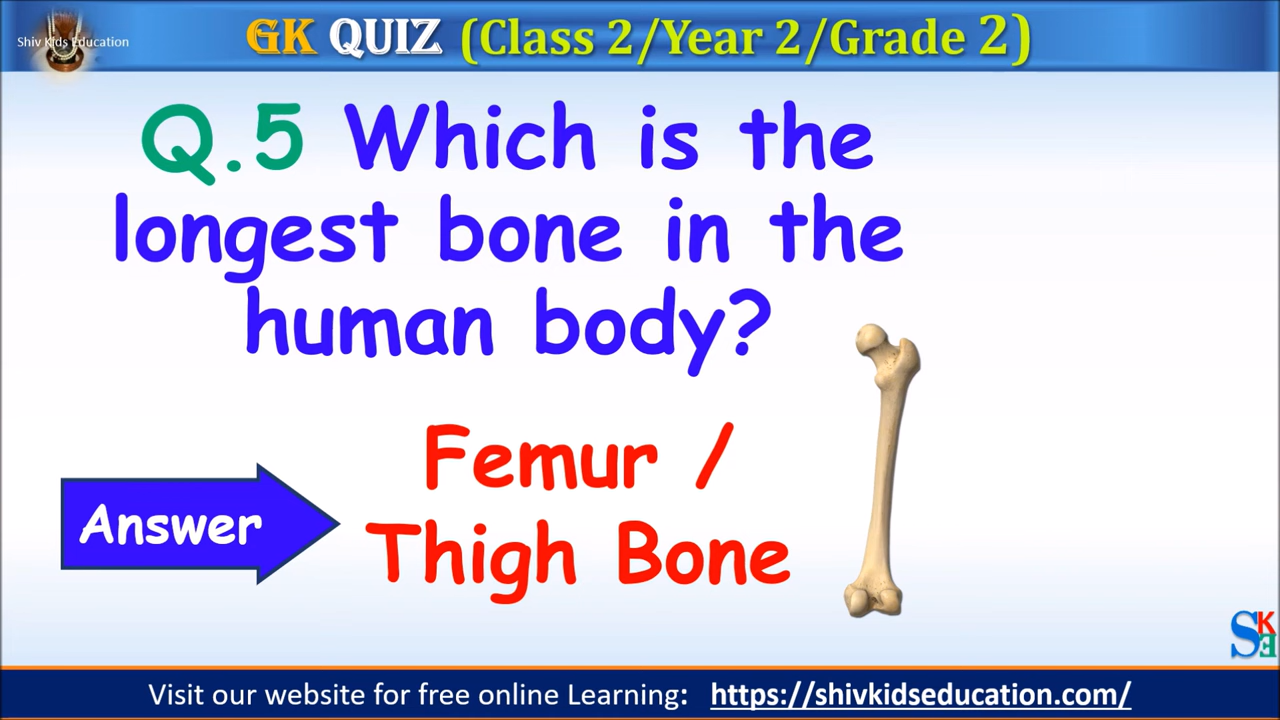 Shiv Kids Education
GK QUIZ (Class 2/Year 2/Grade 2)
Q.5 Which is the
longest bone in the
human body?
Answer
Femur /
Thigh Bone
SKE
Visit our website for free online Learning: https://shivkidseducation.com/